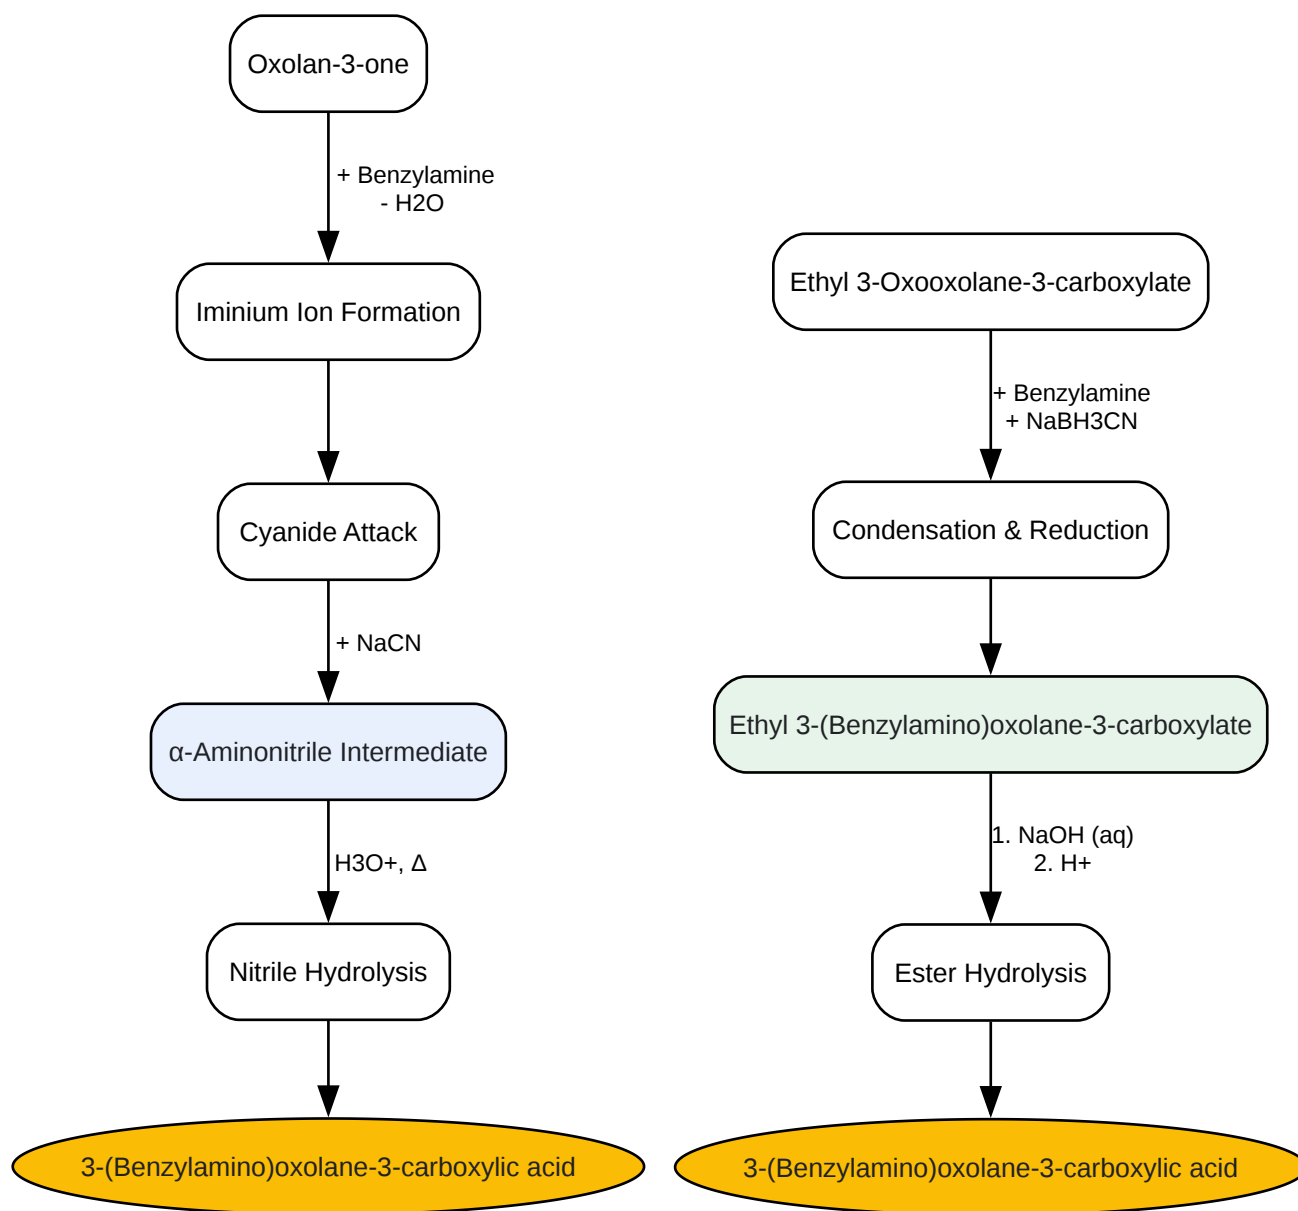 Oxolan-3-one
+ Benzylamine
- H2O
Iminium Ion Formation
Cyanide Attack
+ NaCN
α-Aminonitrile Intermediate
H3O+, Δ
Nitrile Hydrolysis
3-(Benzylamino)oxolane-3-carboxylic acid
Ethyl 3-Oxooxolane-3-carboxylate
+ Benzylamine
+ NaBH3CN
Condensation & Reduction
Ethyl 3-(Benzylamino)oxolane-3-carboxylate
1. NaOH (aq)
2. H+
Ester Hydrolysis
3-(Benzylamino)oxolane-3-carboxylic acid